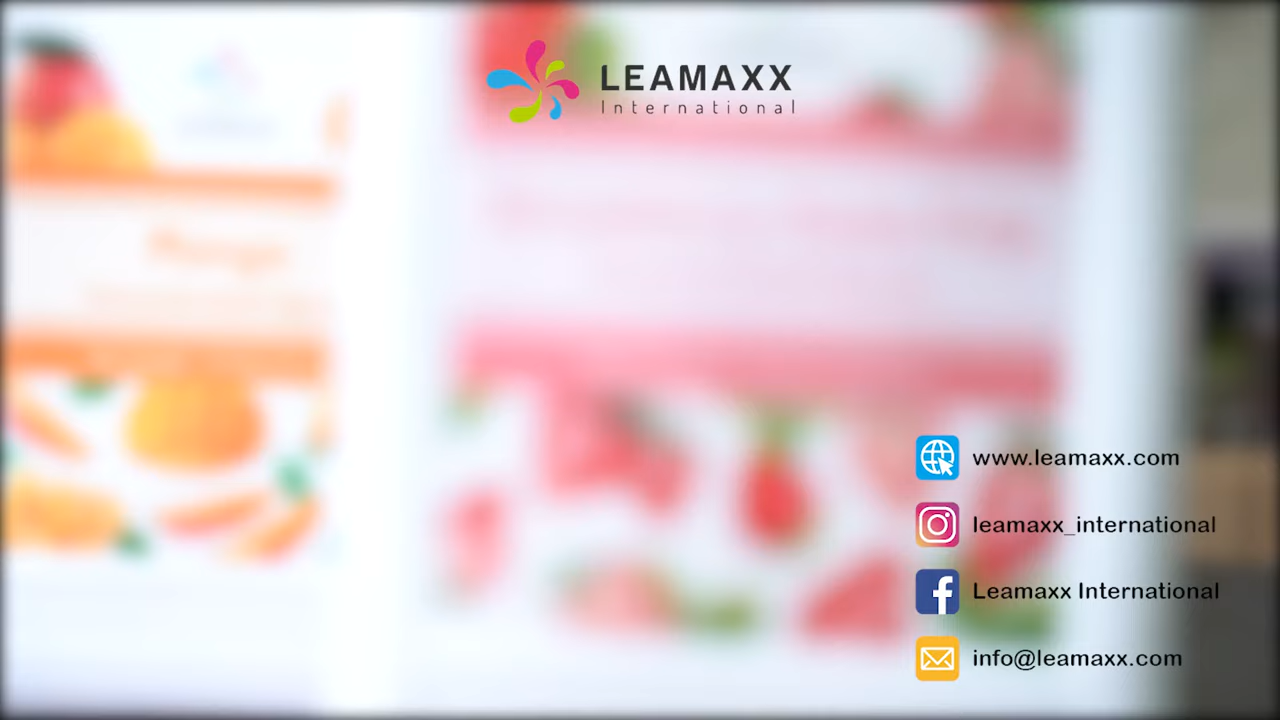 LEAMAXX
International
www.leamaxx.com
leamaxx_international
Leamaxx International
info@leamaxx.com